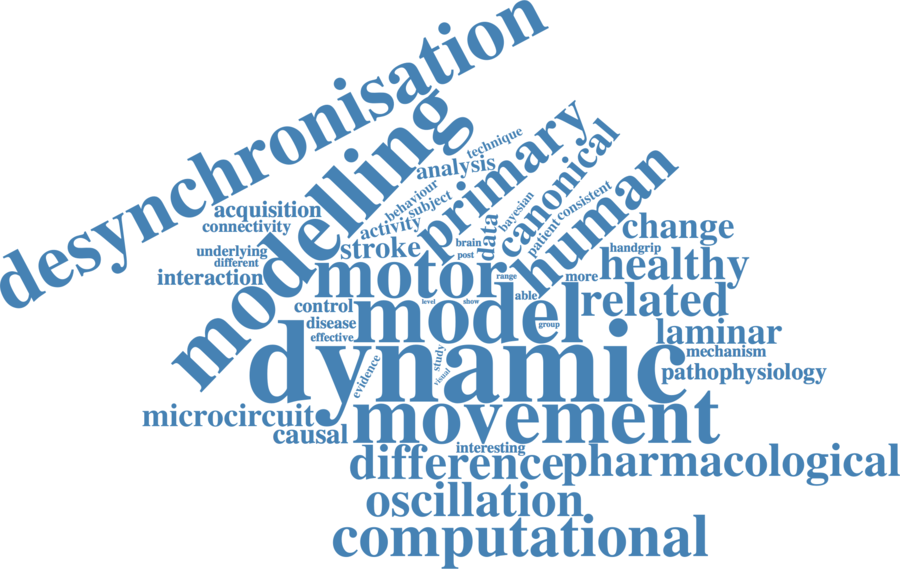 desynchronisation
modelling
technique
primary
analysis
canonical
behaviour
subject
human
acquisition
connectivity
activity
bayesian
consistent
patient
data
change
stroke
brain
post
underlying
different
interaction
handgrip
healthy
motor
range
more
related
able
control
model
level
show
group
disease
effective
laminar
mechanism
dynamic
evidence
study
visual
pathophysiology
microcircuit
movement
causal
interesting
difference
pharmacological
oscillation
computational